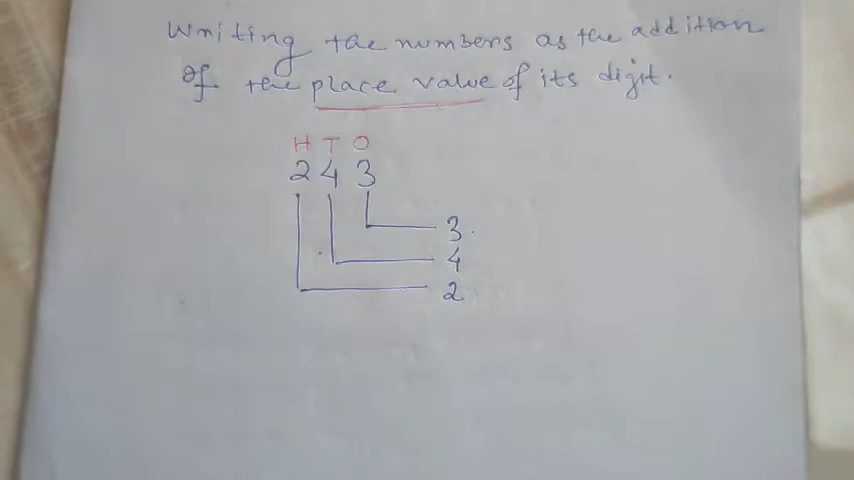 Writing the numbers as the addition
of the place value of its digit.
H T O
2 4 3
3
4
2